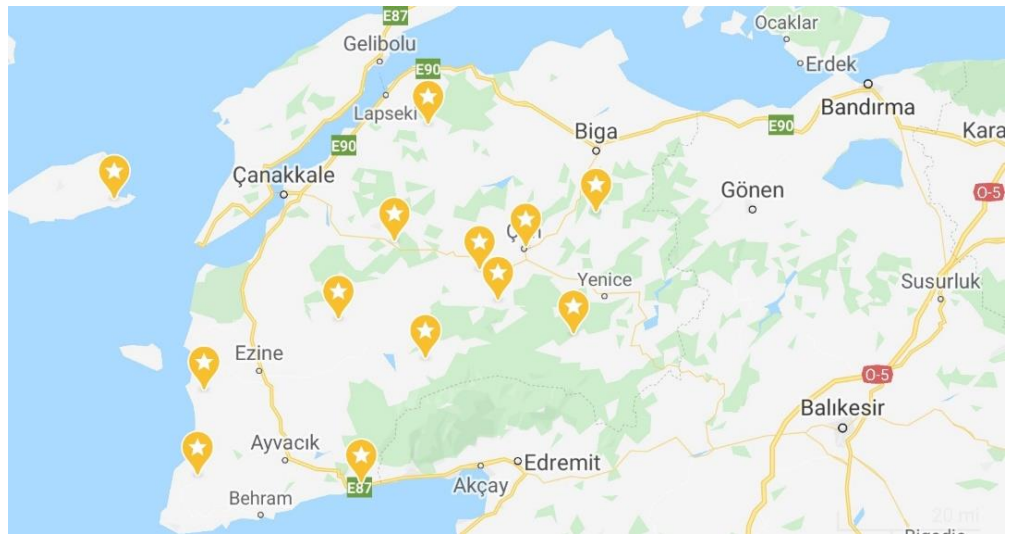 E87
Ocaklar
Gelibolu
Erdek
E90
Bandırma
Lapseki
E90
Kara
Biga
E90
Çanakkale
Gönen
O-5
Yenice
Susurluk
Ezine
O-5
Balıkesir
Ayvacık
Edremit
E87
Akçay
Behram
20 mi